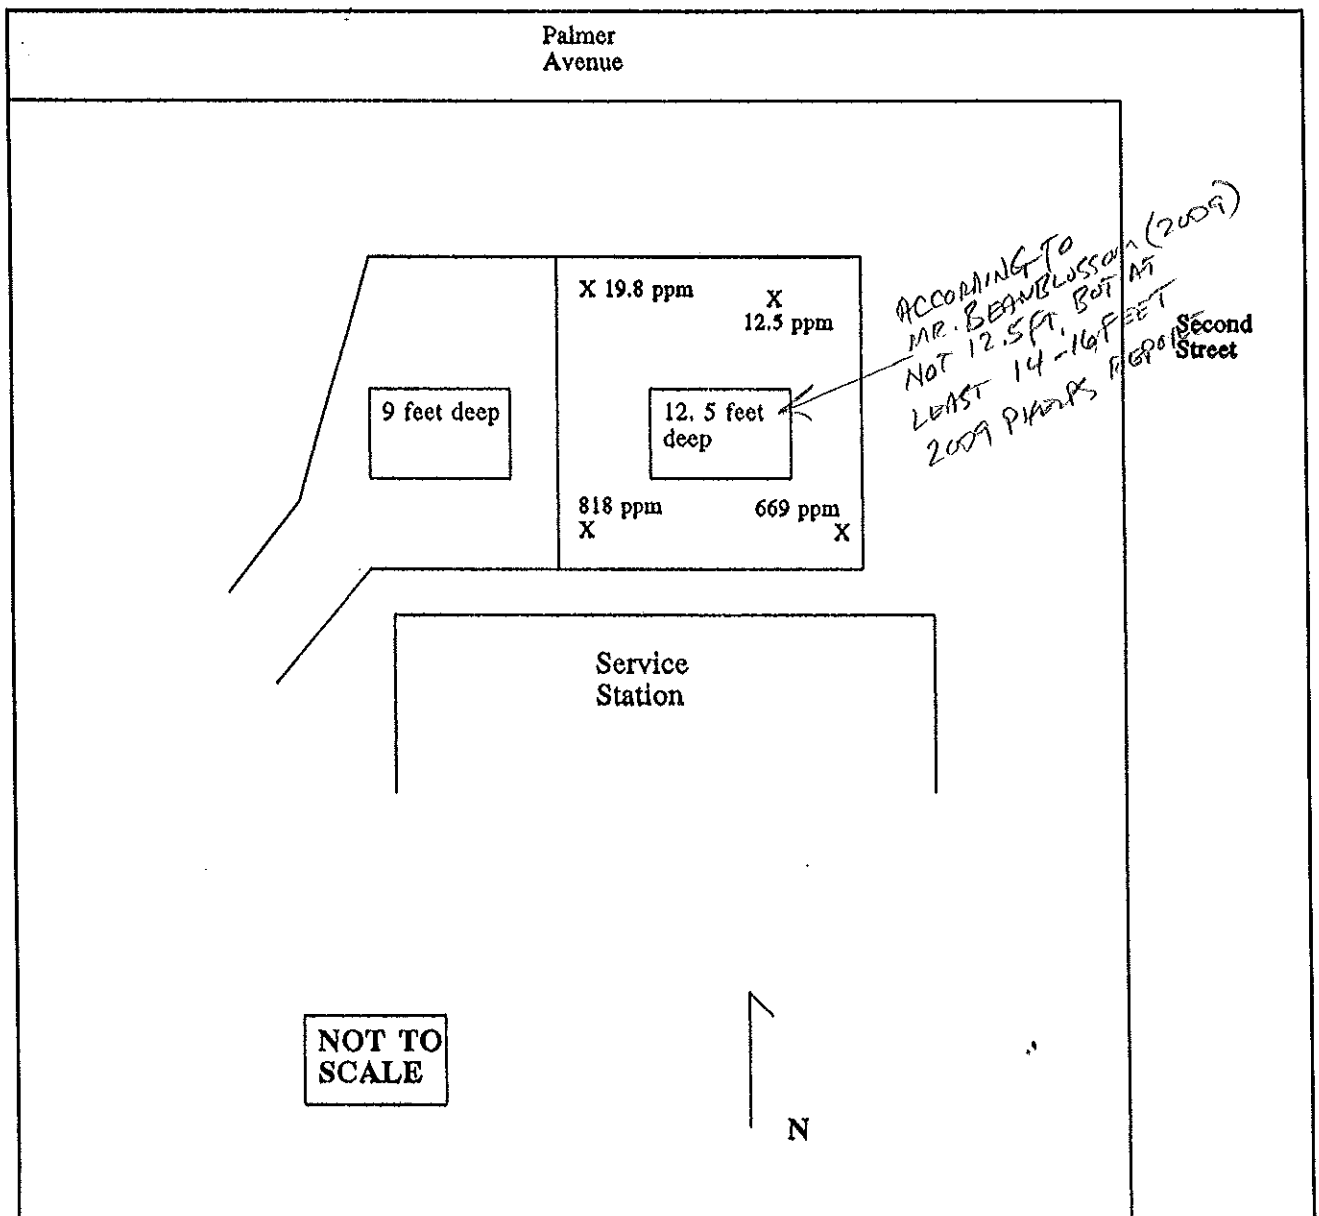 Palmer
Avenue
X 19.8 ppm
X
12.5 ppm
ACCORDING TO
MR. BEANBLOSSOM (2009)
NOT 12.5 FT, BUT AT
LEAST 14-16 FEET
2009 REPORT
Second
Street
9 feet deep
12. 5 feet
deep
818 ppm
X
669 ppm
X
Service
Station
NOT TO
SCALE
N